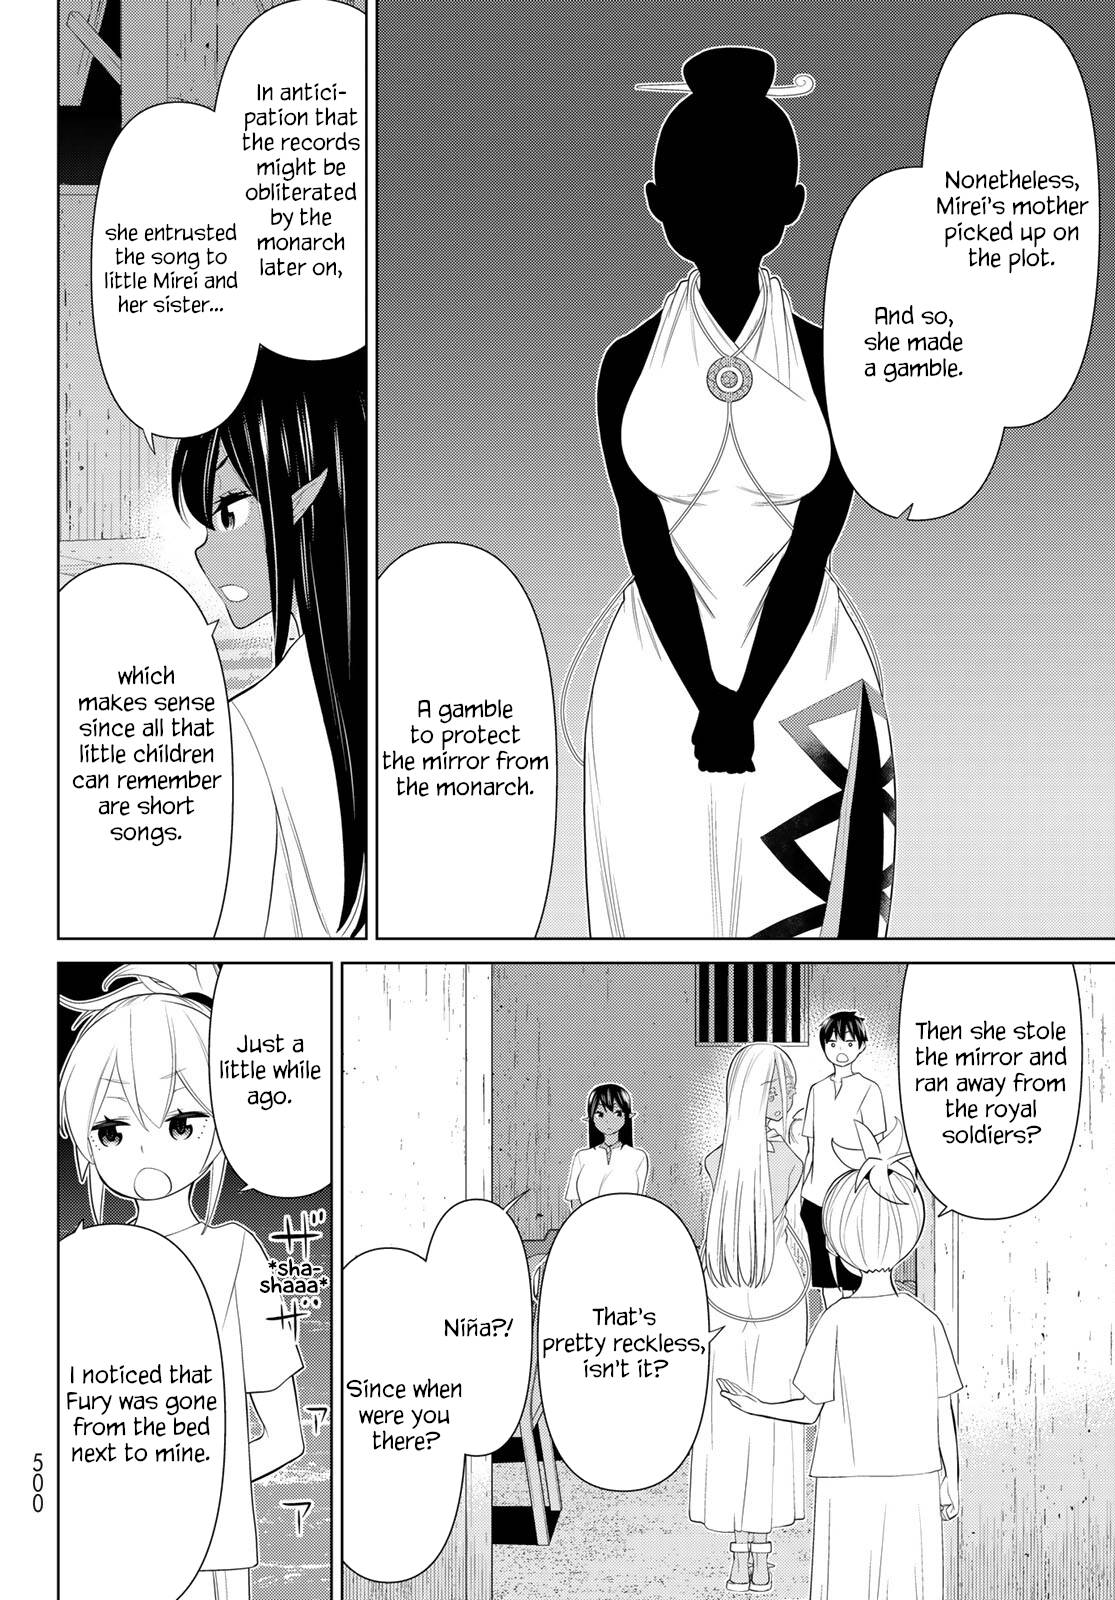 Nonetheless,
Mirei's mother
picked up on
the plot.
And so,
she made
a gamble.
A gamble
to protect
the mirror from
the monarch.
In antici-
pation that
the records
might be
obliterated
by the
monarch
later on,
she entrusted
the song to
little Mirei and
her sister...
which
makes sense
since all that
little children
can remember
are short
songs.
Then she stole
the mirror and
ran away from
the royal
soldiers?
That's
pretty reckless,
isn't it?
Niña?!
Since when
were you
there?
Just a
little while
ago.
ザ
*sha-
shaaa*
ザ
ァ
ァ
I noticed that
Fury was gone
from the bed
next to mine.
500